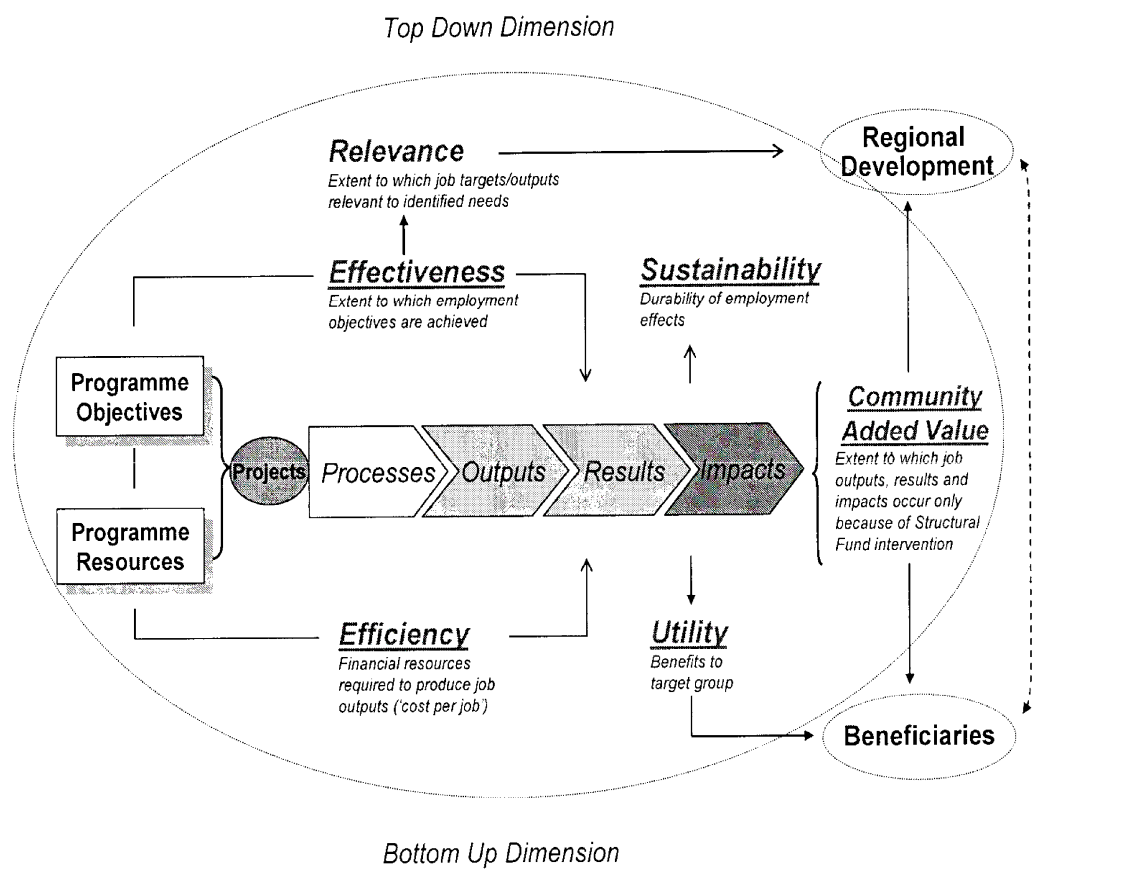 Top Down Dimension
Relevance
Extent to which job targets/outputs
relevant to identified needs
Regional
Development
Effectiveness
Extent to which employment
objectives are achieved
Sustainability
Durability of employment
effects
Programme
Objectives
Programme
Resources
Projects
Processes
Outputs
Results
Impacts
Community
Added Value
Extent to which job
outputs, results and
impacts occur only
because of Structural
Fund intervention
Efficiency
Financial resources
required to produce job
outputs ('cost per job')
Utility
Benefits to
target group
Beneficiaries
Bottom Up Dimension